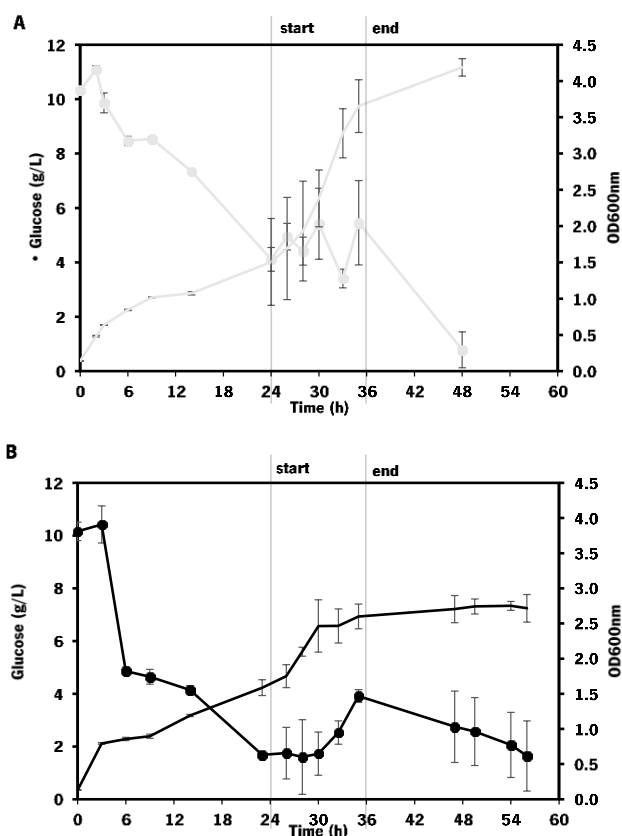 A
start end
12 4.5
10 4.0
8 3.5
6 3.0
4 2.5
2 2.0
0 1.5
1.0
0.5
0.0
• Glucose (g/L)
OD600nm
0 6 12 18 24 30 36 42 48 54 60
Time (h)
B
start end
12 4.5
10 4.0
8 3.5
6 3.0
4 2.5
2 2.0
0 1.5
1.0
0.5
0.0
Glucose (g/L)
OD600nm
0 6 12 18 24 30 36 42 48 54 60
Time (h)